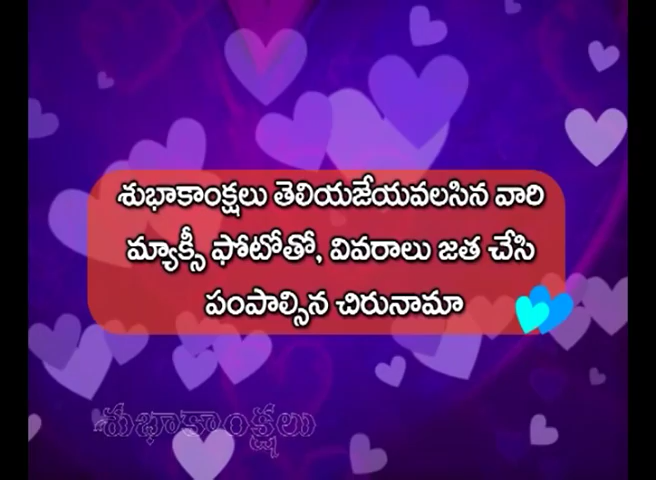 శుభాకాంక్షలు తెలియజేయవలసిన వారి
మ్యాక్సీ ఫోటోతో, వివరాలు జత చేసి
పంపాల్సిన చిరునామా
శుభాకాంక్షలు